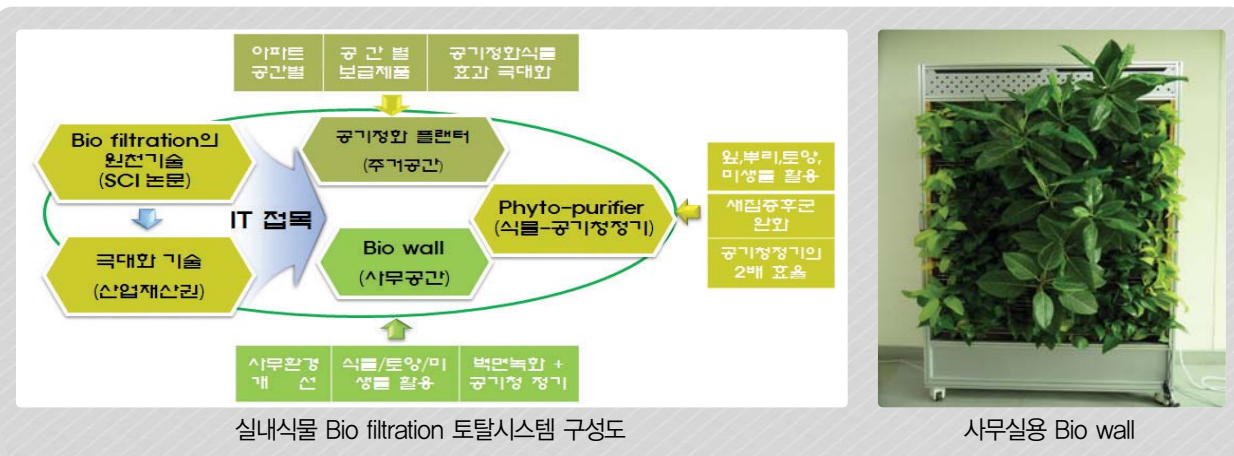 아파트
공간별
공 간 별
보급제품
공기정화식물
효과 극대화
Bio filtration의
원천기술
(SCI 논문)
공기정화 플랜터
(주거공간)
IT 접목
Phyto-purifier
(식물-공기청정기)
잎,뿌리,토양,
미생물 활용
새집증후군
완화
공기청정기의
2배 효율
극대화 기술
(산업재산권)
Bio wall
(사무공간)
사무환경
개 선
식물/토양/미
생물 활용
벽면녹화 +
공기청 정기
실내식물 Bio filtration 토탈시스템 구성도
사무실용 Bio wall